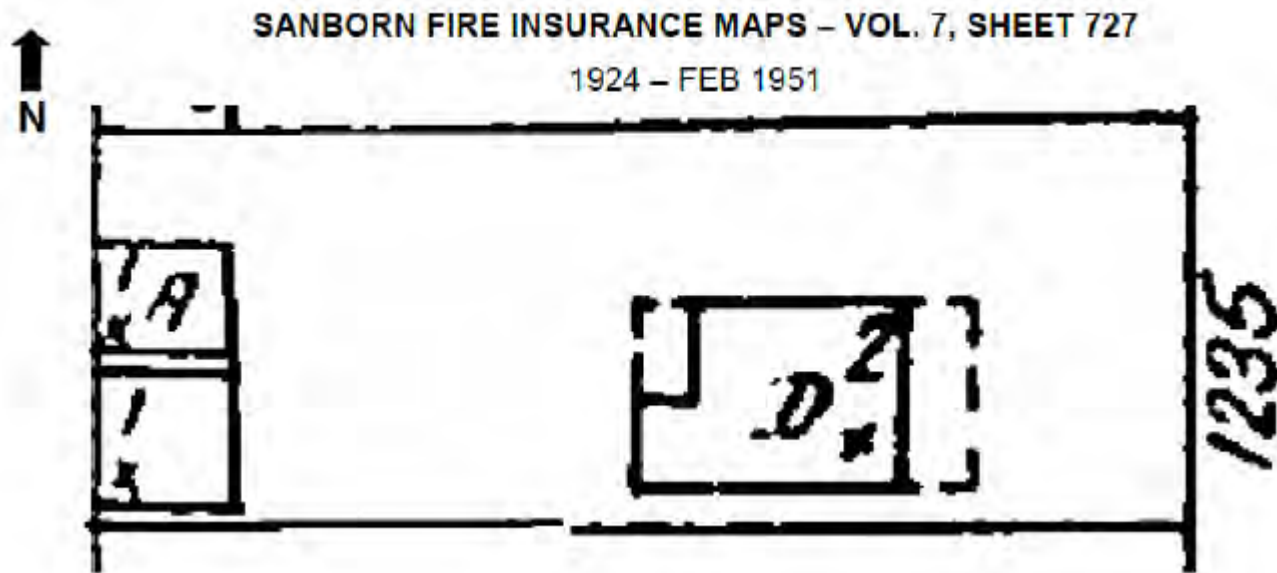 SANBORN FIRE INSURANCE MAPS – VOL. 7, SHEET 727
1924 – FEB 1951
N
1
A
x
1
x
2
D
x
1235